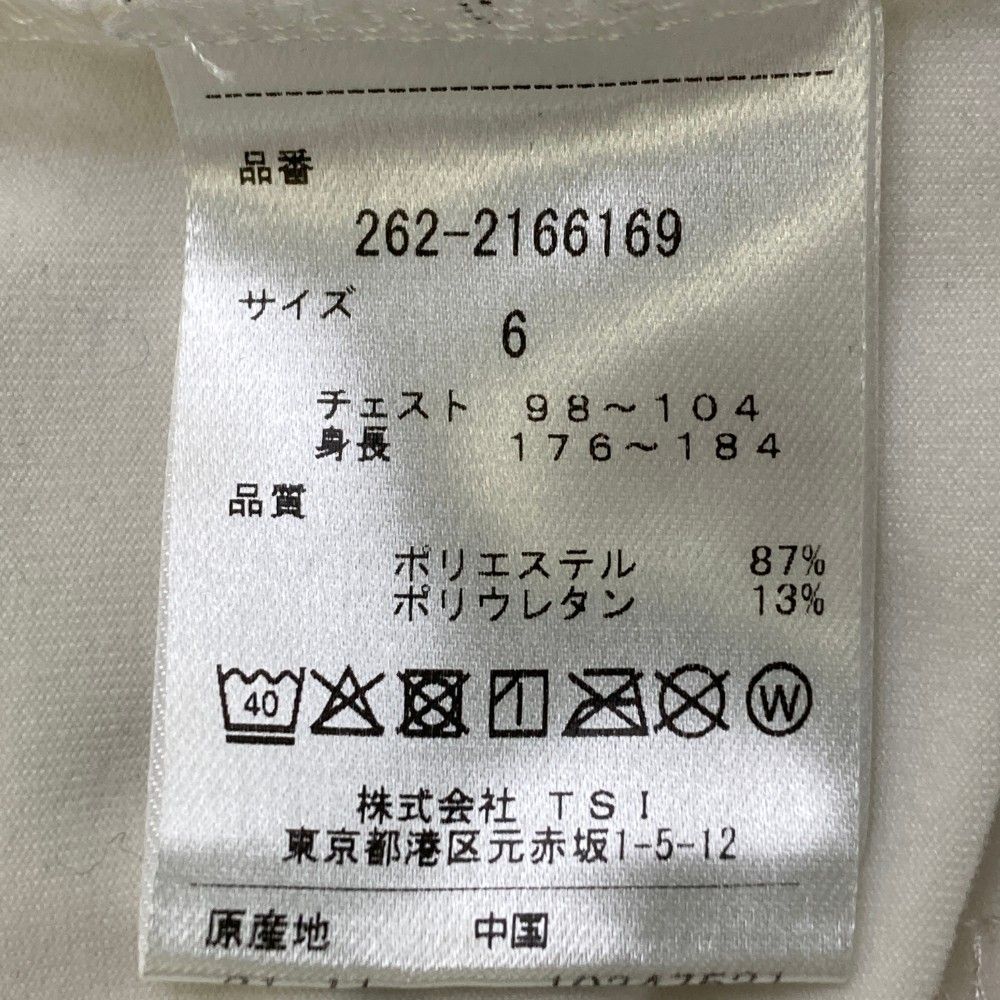 品番
262-2166169
サイズ
6
チェスト 98～104
身長 176～184
品質
ポリエステル 87%
ポリウレタン 13%
40
W
株式会社 TSI
東京都港区元赤坂1-5-12
原産地 中国